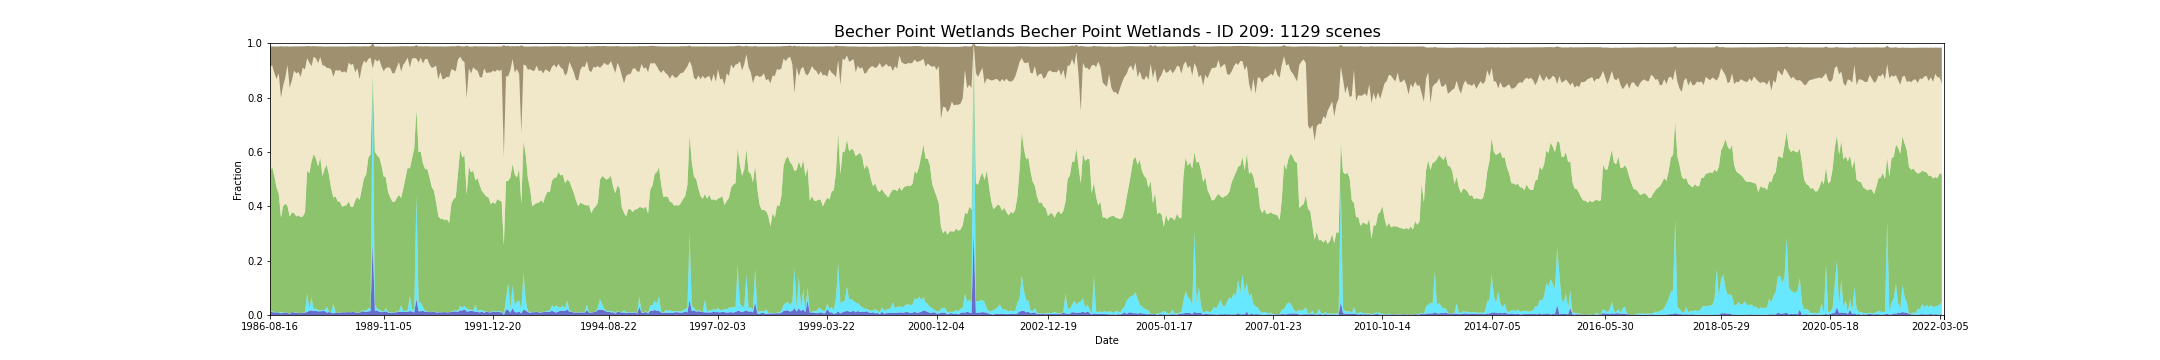 Becher Point Wetlands Becher Point Wetlands - ID 209: 1129 scenes
1.0
0.8
0.6
0.4
0.2
0.0
Fraction
1986-08-16 1989-11-05 1991-12-20 1994-08-22 1997-02-03 1999-03-22 2000-12-04 2002-12-19 2005-01-17 2007-01-23 2010-10-14 2014-07-05 2016-05-30 2018-05-29 2020-05-18 2022-03-05
Date